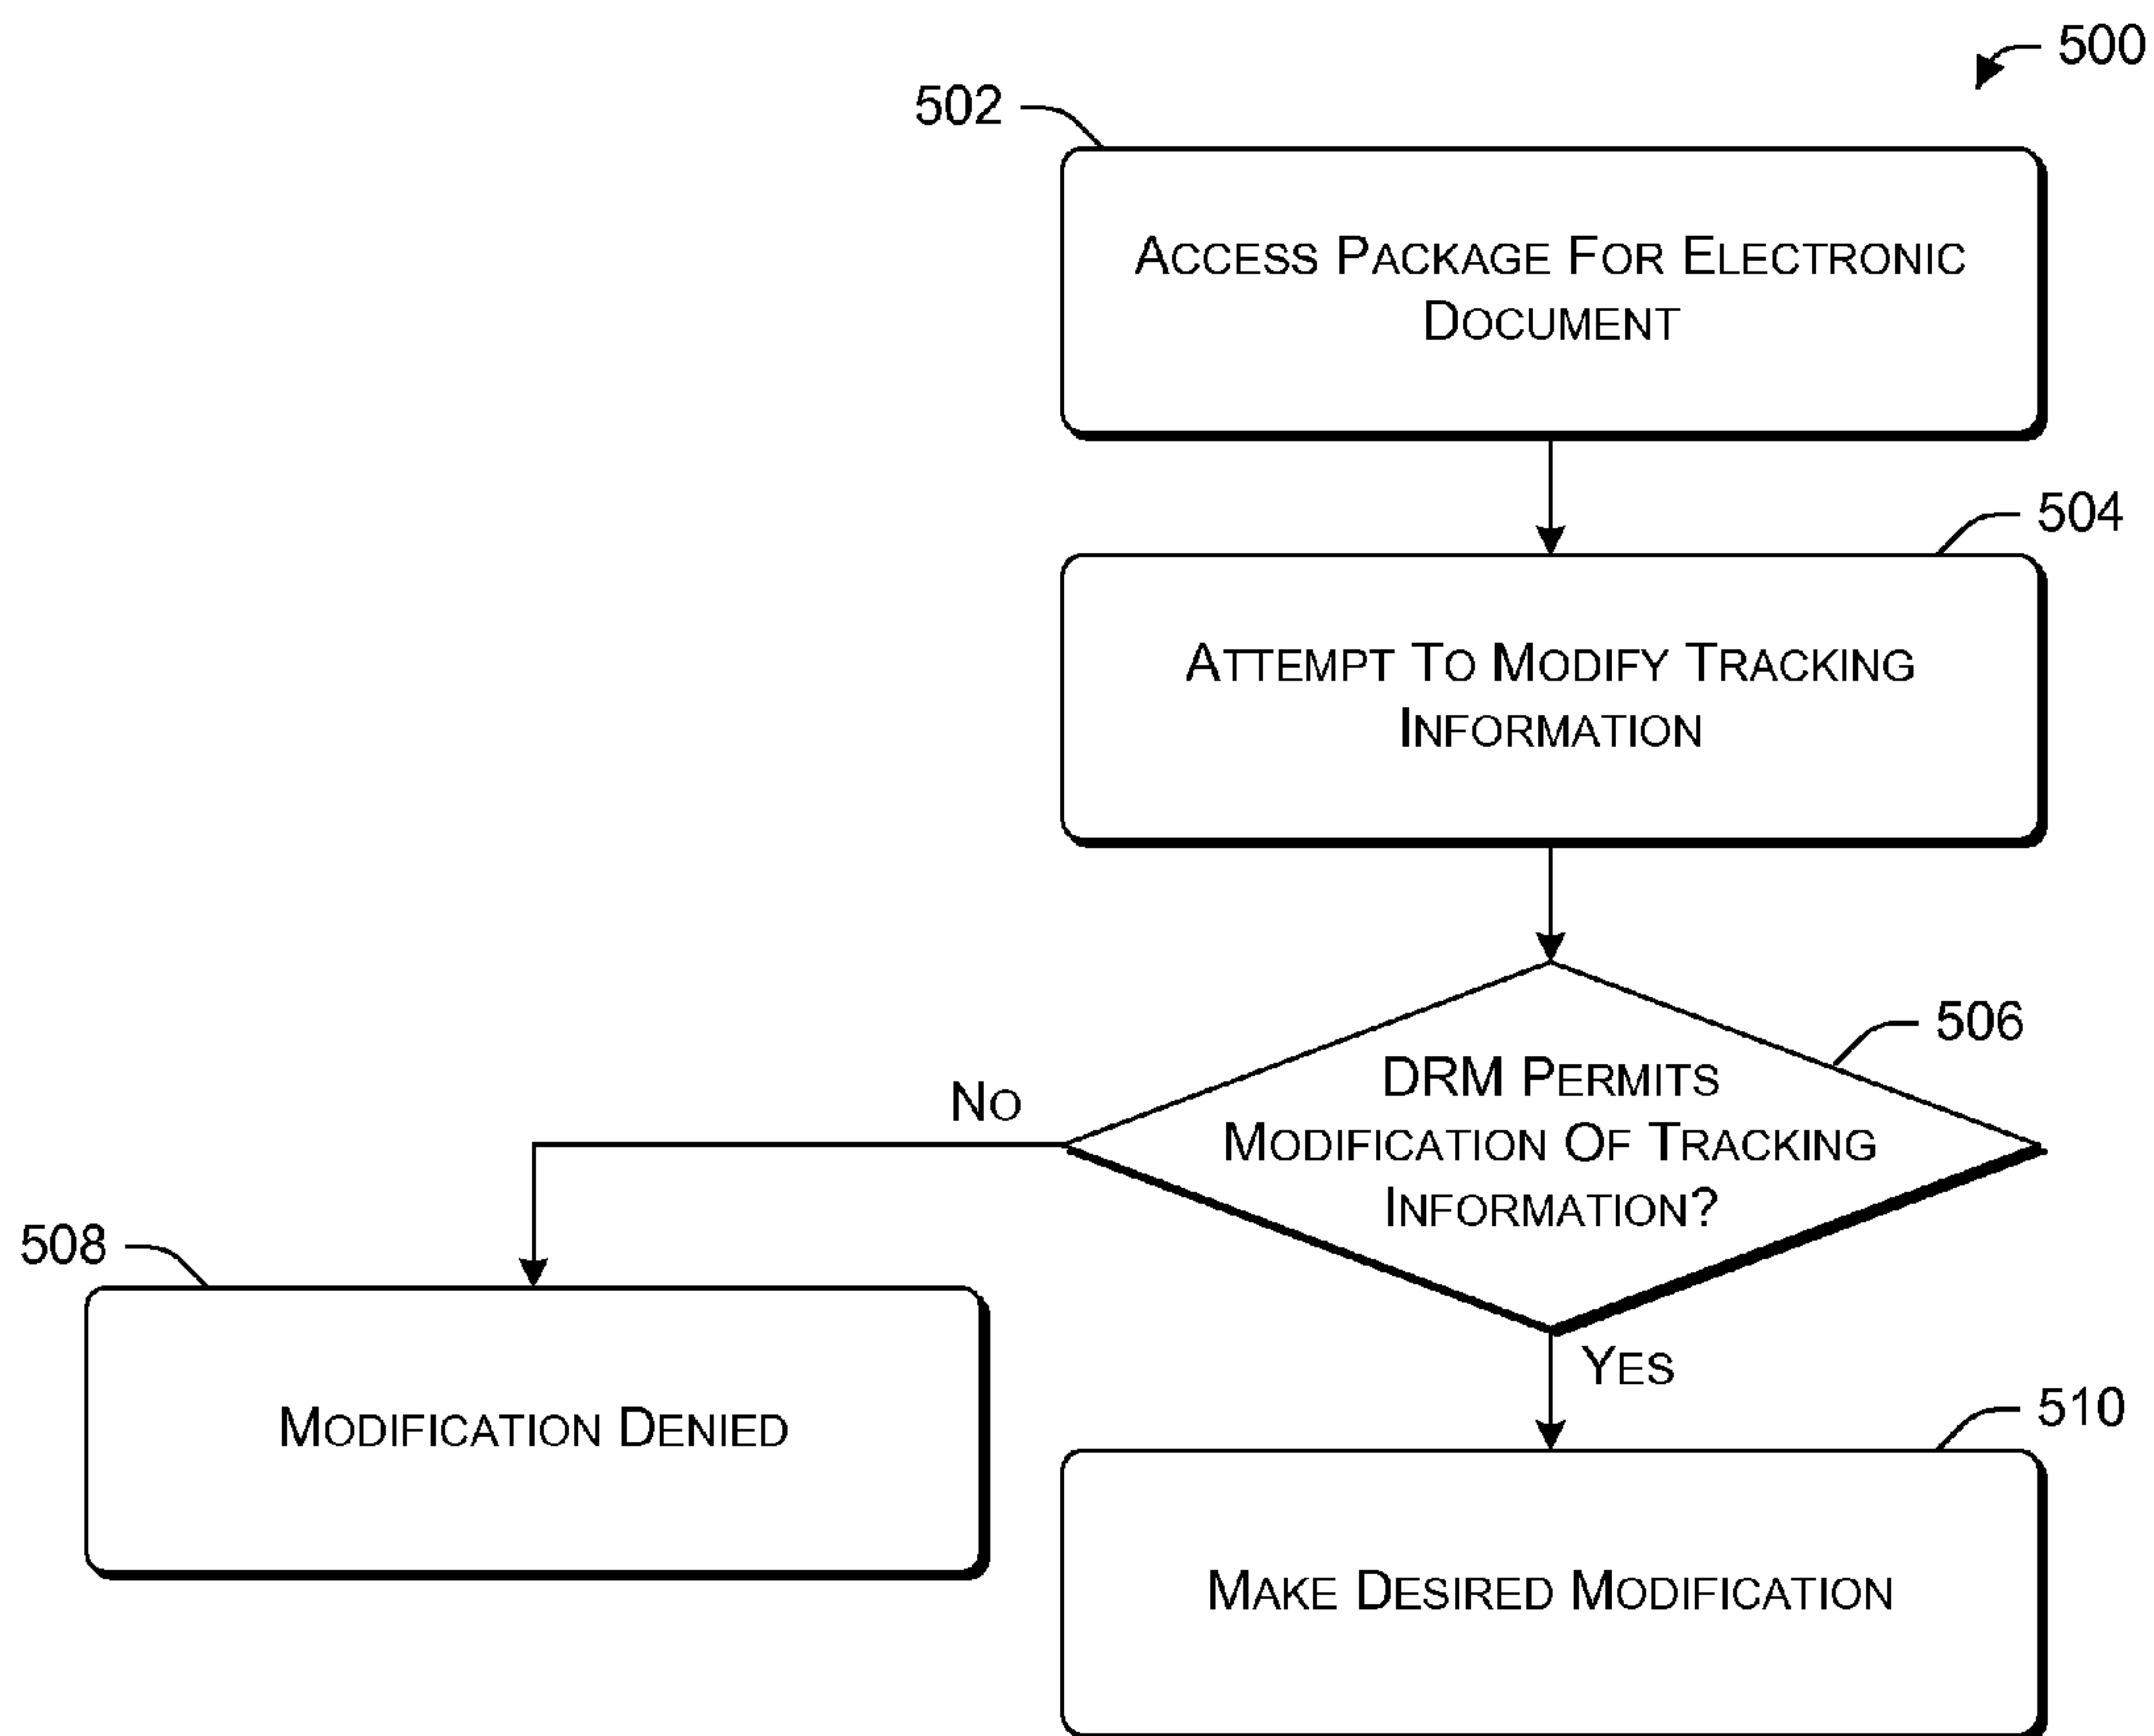 500
502
ACCESS PACKAGE FOR ELECTRONIC
DOCUMENT
504
ATTEMPT TO MODIFY TRACKING
INFORMATION
506
DRM PERMITS
MODIFICATION OF TRACKING
INFORMATION?
NO
508
MODIFICATION DENIED
YES
510
MAKE DESIRED MODIFICATION